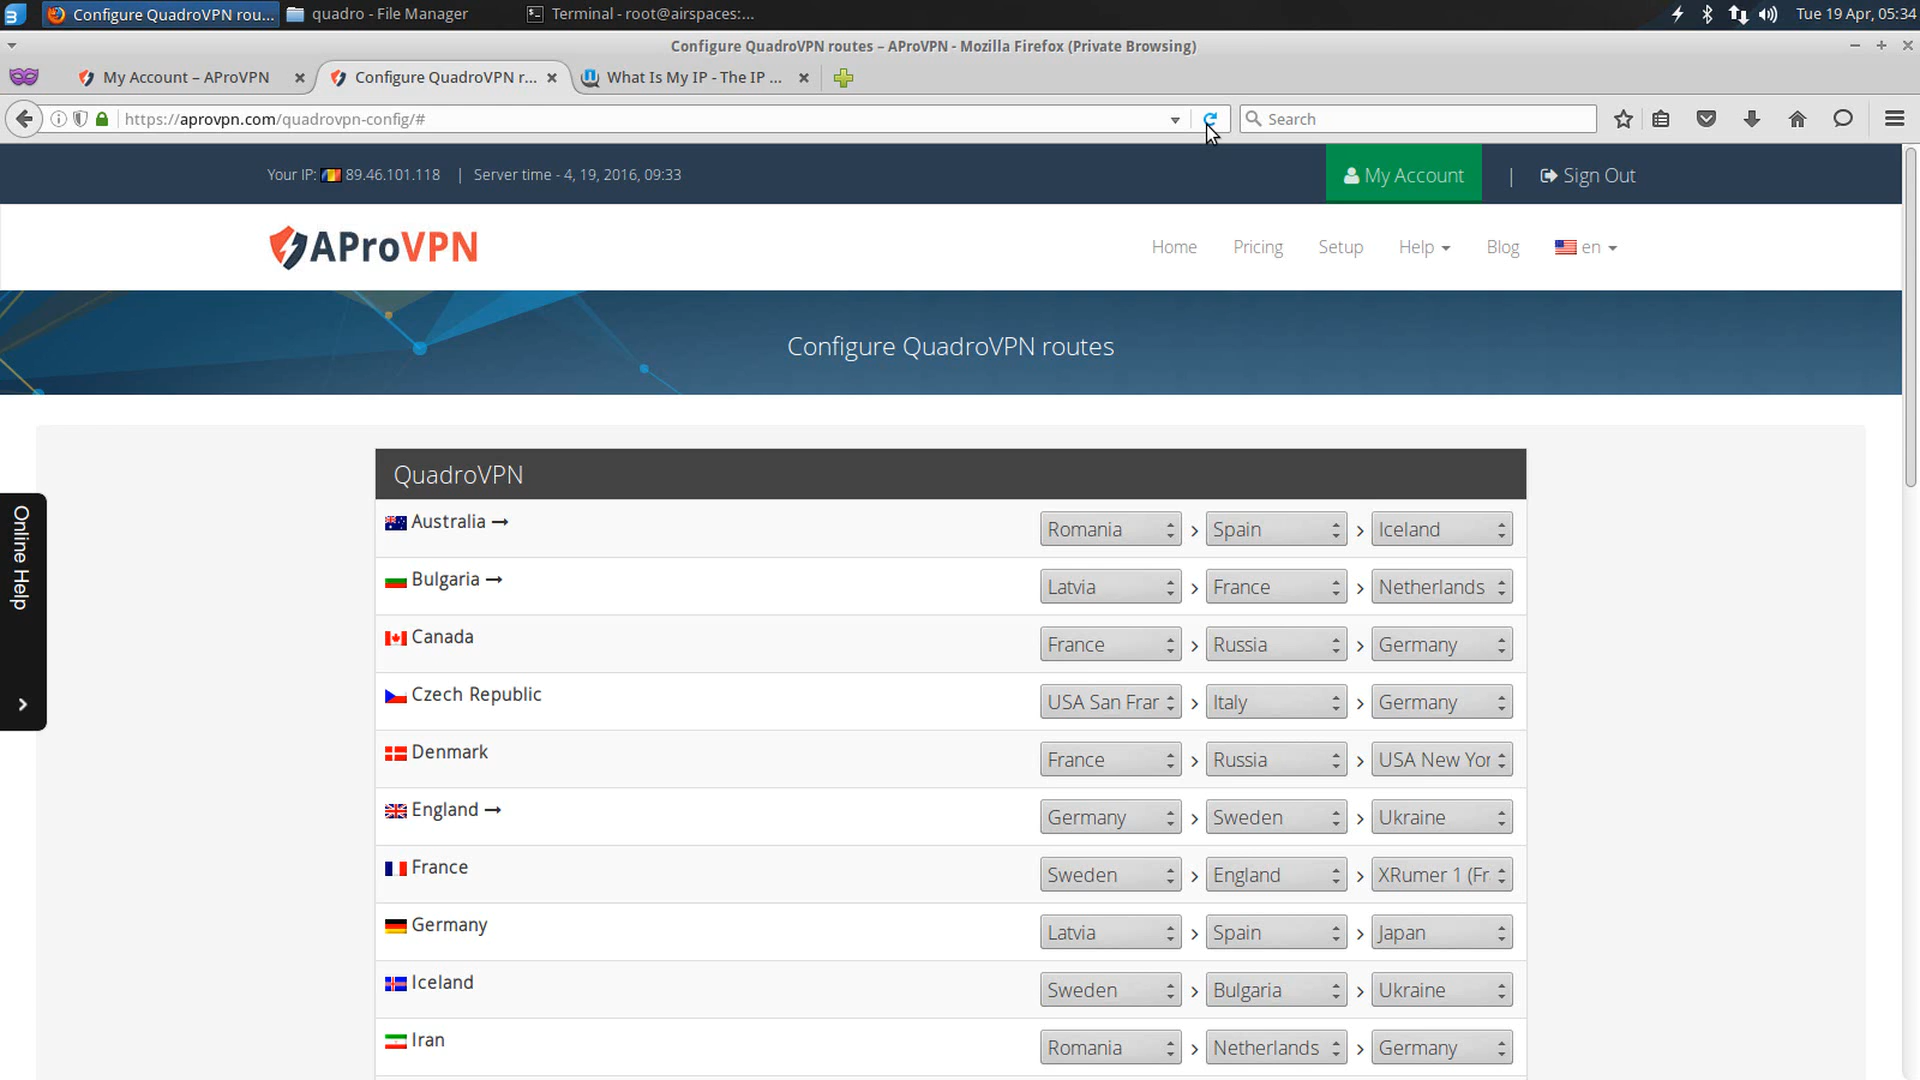 Configure QuadroVPN rou...
quadro - File Manager
Terminal - root@airspaces:...
Tue 19 Apr, 05:34
Configure QuadroVPN routes – AProVPN - Mozilla Firefox (Private Browsing)
My Account – AProVPN
Configure QuadroVPN r...
What Is My IP - The IP ...
https://aprovpn.com/quadrovpn-config/#
Search
Your IP: 89.46.101.118 | Server time - 4, 19, 2016, 09:33
My Account | Sign Out
AProVPN
Home Pricing Setup Help Blog en
Configure QuadroVPN routes
Online Help
QuadroVPN
Australia → Romania > Spain > Iceland
Bulgaria → Latvia > France > Netherlands
Canada France > Russia > Germany
Czech Republic USA San Frar > Italy > Germany
Denmark France > Russia > USA New Yor
England → Germany > Sweden > Ukraine
France Sweden > England > XRumer 1 (Fr
Germany Latvia > Spain > Japan
Iceland Sweden > Bulgaria > Ukraine
Iran Romania > Netherlands > Germany